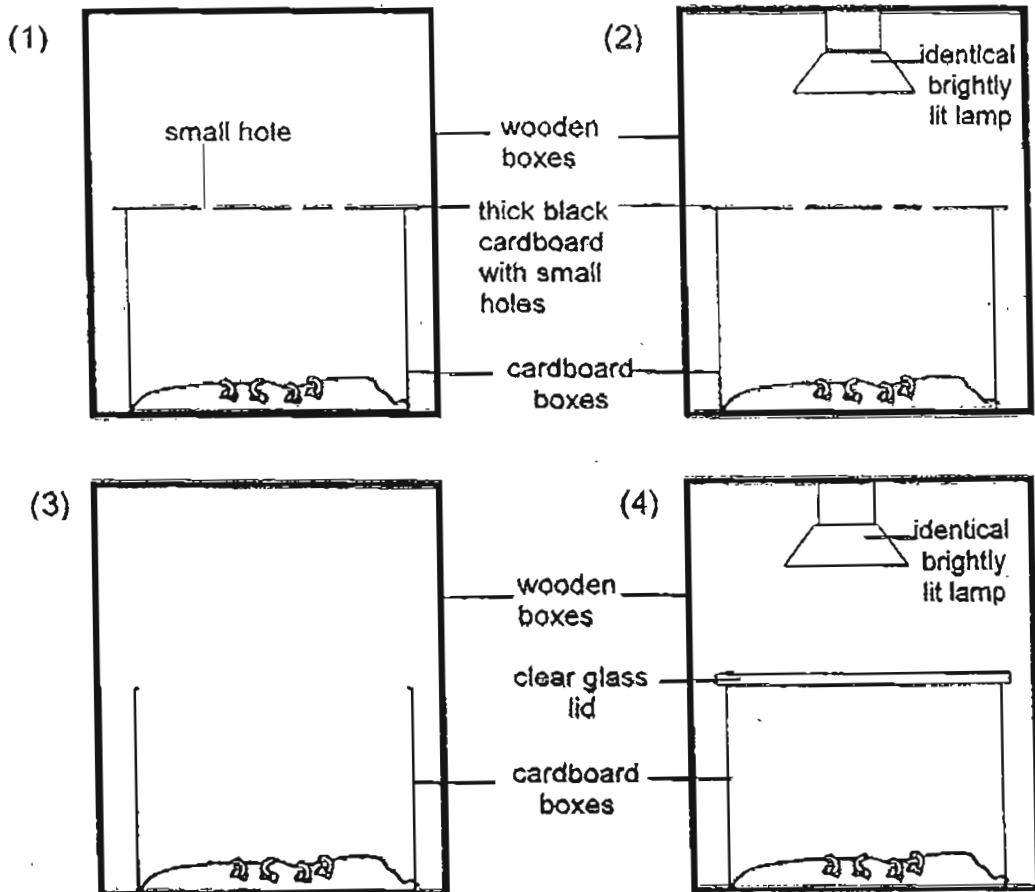 (1)
small hole
wooden
boxes
thick black
cardboard
with small
holes
cardboard
boxes
(2)
identical
brightly
lit lamp
(3)
wooden
boxes
clear glass
lid
cardboard
boxes
(4)
identical
brightly
lit lamp